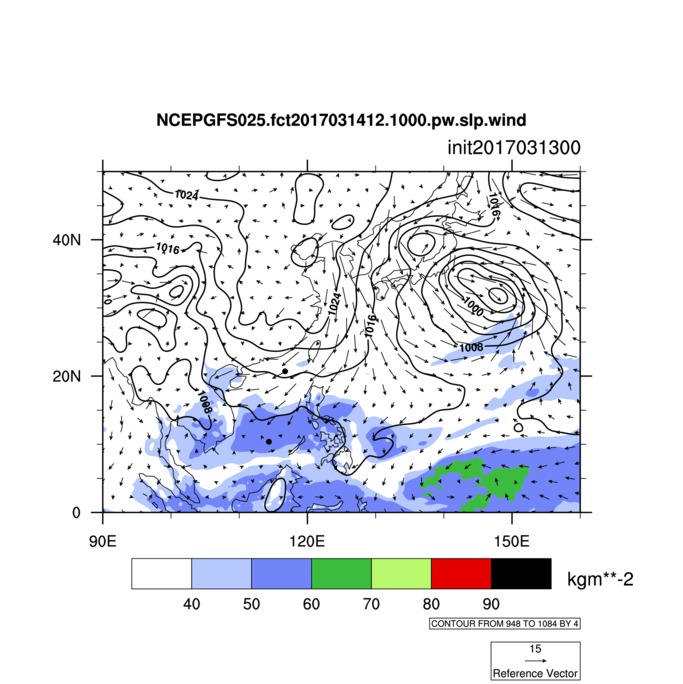 NCEPGFS025.fct2017031412.1000.pw.slp.wind
init2017031300
1024
1016
1016
40N
1024
1016
1000
1008
20N
1008
0
90E 120E 150E
kgm**-2
40 50 60 70 80 90
CONTOUR FROM 948 TO 1084 BY 4
15
Reference Vector